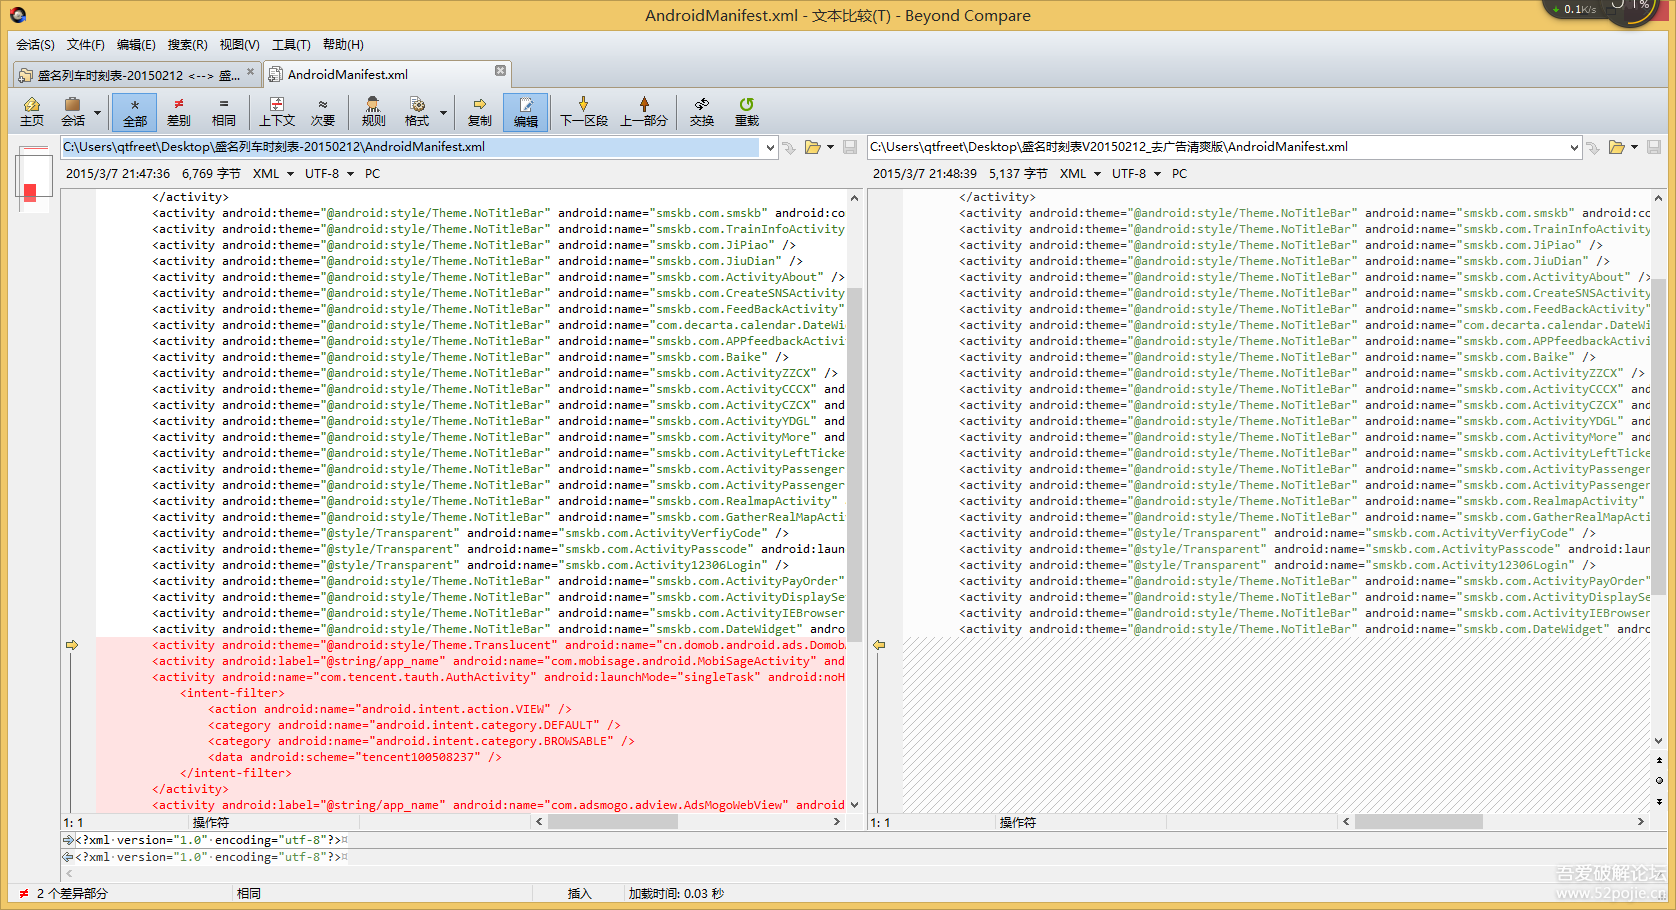 AndroidManifest.xml - 文本比较(T) - Beyond Compare
0.1K/s
1%
会话(S) 文件(F) 编辑(E) 搜索(R) 视图(V) 工具(T) 帮助(H)
盛名列车时刻表-20150212 <--> 盛...
AndroidManifest.xml
主页 会话 全部 差别 相同 上下文 次要 规则 格式 复制 编辑 下一区段 上一部分 交换 重载
C:\Users\qtfreet\Desktop\盛名列车时刻表-20150212\AndroidManifest.xml
2015/3/7 21:47:36 6,769 字节 XML UTF-8 PC
</activity>
<activity android:theme="@android:style/Theme.NoTitleBar" android:name="smskb.com.smskb" android:co
<activity android:theme="@android:style/Theme.NoTitleBar" android:name="smskb.com.TrainInfoActivity
<activity android:theme="@android:style/Theme.NoTitleBar" android:name="smskb.com.JiPiao" />
<activity android:theme="@android:style/Theme.NoTitleBar" android:name="smskb.com.JiuDian" />
<activity android:theme="@android:style/Theme.NoTitleBar" android:name="smskb.com.ActivityAbout" />
<activity android:theme="@android:style/Theme.NoTitleBar" android:name="smskb.com.CreateSNSActivity
<activity android:theme="@android:style/Theme.NoTitleBar" android:name="smskb.com.FeedBackActivity"
<activity android:theme="@android:style/Theme.NoTitleBar" android:name="com.decarta.calendar.DateWi
<activity android:theme="@android:style/Theme.NoTitleBar" android:name="smskb.com.APPfeedbackActivi
<activity android:theme="@android:style/Theme.NoTitleBar" android:name="smskb.com.Baike" />
<activity android:theme="@android:style/Theme.NoTitleBar" android:name="smskb.com.ActivityZZCX" />
<activity android:theme="@android:style/Theme.NoTitleBar" android:name="smskb.com.ActivityCCCX" and
<activity android:theme="@android:style/Theme.NoTitleBar" android:name="smskb.com.ActivityCZCX" and
<activity android:theme="@android:style/Theme.NoTitleBar" android:name="smskb.com.ActivityYDGL" and
<activity android:theme="@android:style/Theme.NoTitleBar" android:name="smskb.com.ActivityMore" and
<activity android:theme="@android:style/Theme.NoTitleBar" android:name="smskb.com.ActivityLeftTicke
<activity android:theme="@android:style/Theme.NoTitleBar" android:name="smskb.com.ActivityPassenger
<activity android:theme="@android:style/Theme.NoTitleBar" android:name="smskb.com.ActivityPassenger
<activity android:theme="@android:style/Theme.NoTitleBar" android:name="smskb.com.RealmapActivity"
<activity android:theme="@android:style/Theme.NoTitleBar" android:name="smskb.com.GatherRealMapActi
<activity android:theme="@style/Transparent" android:name="smskb.com.ActivityVerfiyCode" />
<activity android:theme="@style/Transparent" android:name="smskb.com.ActivityPasscode" android:laun
<activity android:theme="@style/Transparent" android:name="smskb.com.Activity12306Login" />
<activity android:theme="@android:style/Theme.NoTitleBar" android:name="smskb.com.ActivityPayOrder"
<activity android:theme="@android:style/Theme.NoTitleBar" android:name="smskb.com.ActivityDisplaySe
<activity android:theme="@android:style/Theme.NoTitleBar" android:name="smskb.com.ActivityIEBrowser
<activity android:theme="@android:style/Theme.NoTitleBar" android:name="smskb.com.DateWidget" andro
<activity android:theme="@android:style/Theme.Translucent" android:name="cn.domob.android.ads.Domob
<activity android:label="@string/app_name" android:name="com.mobisage.android.MobiSageActivity" and
<activity android:name="com.tencent.tauth.AuthActivity" android:launchMode="singleTask" android:noH
<intent-filter>
<action android:name="android.intent.action.VIEW" />
<category android:name="android.intent.category.DEFAULT" />
<category android:name="android.intent.category.BROWSABLE" />
<data android:scheme="tencent100508237" />
</intent-filter>
</activity>
<activity android:label="@string/app_name" android:name="com.adsmogo.adview.AdsMogoWebView" android
1: 1 操作符
C:\Users\qtfreet\Desktop\盛名时刻表V20150212_去广告清爽版\AndroidManifest.xml
2015/3/7 21:48:39 5,137 字节 XML UTF-8 PC
</activity>
<activity android:theme="@android:style/Theme.NoTitleBar" android:name="smskb.com.smskb" android:co
<activity android:theme="@android:style/Theme.NoTitleBar" android:name="smskb.com.TrainInfoActivity
<activity android:theme="@android:style/Theme.NoTitleBar" android:name="smskb.com.JiPiao" />
<activity android:theme="@android:style/Theme.NoTitleBar" android:name="smskb.com.JiuDian" />
<activity android:theme="@android:style/Theme.NoTitleBar" android:name="smskb.com.ActivityAbout" />
<activity android:theme="@android:style/Theme.NoTitleBar" android:name="smskb.com.CreateSNSActivity
<activity android:theme="@android:style/Theme.NoTitleBar" android:name="smskb.com.FeedBackActivity"
<activity android:theme="@android:style/Theme.NoTitleBar" android:name="com.decarta.calendar.DateWi
<activity android:theme="@android:style/Theme.NoTitleBar" android:name="smskb.com.APPfeedbackActivi
<activity android:theme="@android:style/Theme.NoTitleBar" android:name="smskb.com.Baike" />
<activity android:theme="@android:style/Theme.NoTitleBar" android:name="smskb.com.ActivityZZCX" />
<activity android:theme="@android:style/Theme.NoTitleBar" android:name="smskb.com.ActivityCCCX" and
<activity android:theme="@android:style/Theme.NoTitleBar" android:name="smskb.com.ActivityCZCX" and
<activity android:theme="@android:style/Theme.NoTitleBar" android:name="smskb.com.ActivityYDGL" and
<activity android:theme="@android:style/Theme.NoTitleBar" android:name="smskb.com.ActivityMore" and
<activity android:theme="@android:style/Theme.NoTitleBar" android:name="smskb.com.ActivityLeftTicke
<activity android:theme="@android:style/Theme.NoTitleBar" android:name="smskb.com.ActivityPassenger
<activity android:theme="@android:style/Theme.NoTitleBar" android:name="smskb.com.ActivityPassenger
<activity android:theme="@android:style/Theme.NoTitleBar" android:name="smskb.com.RealmapActivity"
<activity android:theme="@android:style/Theme.NoTitleBar" android:name="smskb.com.GatherRealMapActi
<activity android:theme="@style/Transparent" android:name="smskb.com.ActivityVerfiyCode" />
<activity android:theme="@style/Transparent" android:name="smskb.com.ActivityPasscode" android:laun
<activity android:theme="@style/Transparent" android:name="smskb.com.Activity12306Login" />
<activity android:theme="@android:style/Theme.NoTitleBar" android:name="smskb.com.ActivityPayOrder"
<activity android:theme="@android:style/Theme.NoTitleBar" android:name="smskb.com.ActivityDisplaySe
<activity android:theme="@android:style/Theme.NoTitleBar" android:name="smskb.com.ActivityIEBrowser
<activity android:theme="@android:style/Theme.NoTitleBar" android:name="smskb.com.DateWidget" andro
1: 1 操作符
<?xml·version="1.0"·encoding="utf-8"?>¤
<?xml·version="1.0"·encoding="utf-8"?>¤
≠ 2 个差异部分 相同 插入 加载时间: 0.03 秒
吾爱破解论坛
www.52pojie.cn